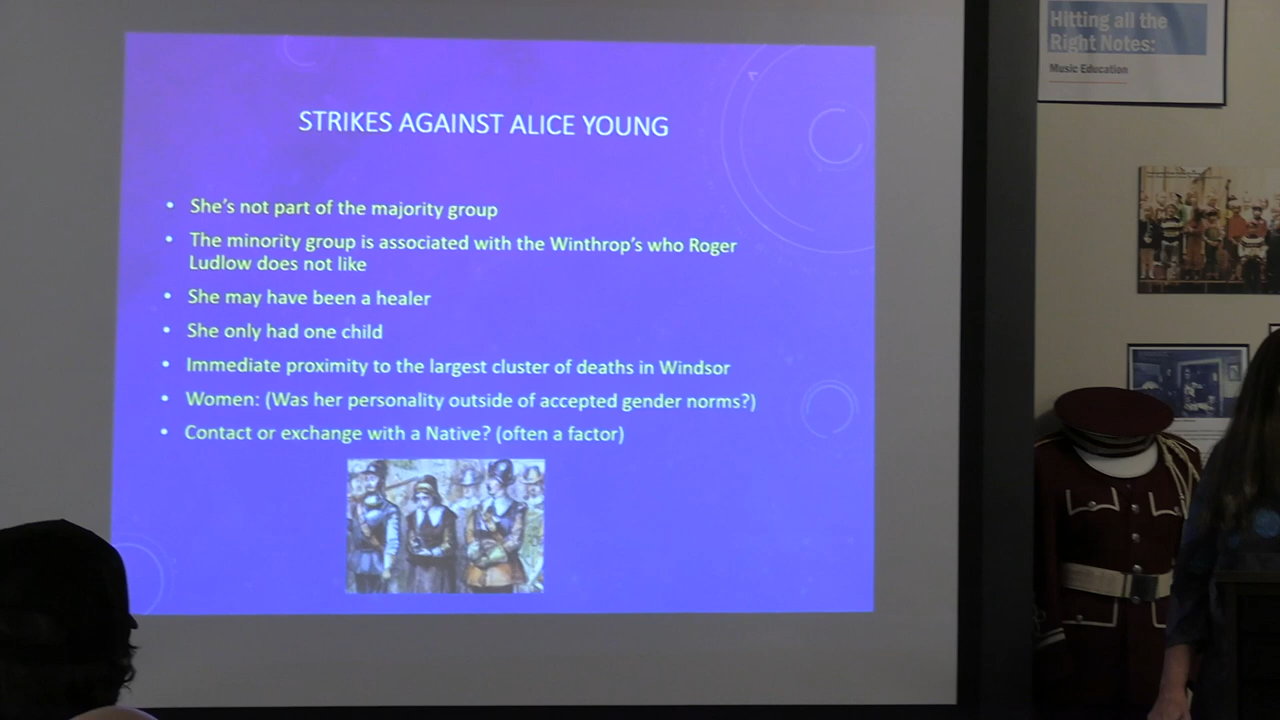 STRIKES AGAINST ALICE YOUNG
• She's not part of the majority group
• The minority group is associated with the Winthrop's who Roger
Ludlow does not like
• She may have been a healer
• She only had one child
• Immediate proximity to the largest cluster of deaths in Windsor
• Women: (Was her personality outside of accepted gender norms?)
• Contact or exchange with a Native? (often a factor)
Hitting all the
Right Notes:
Music Education